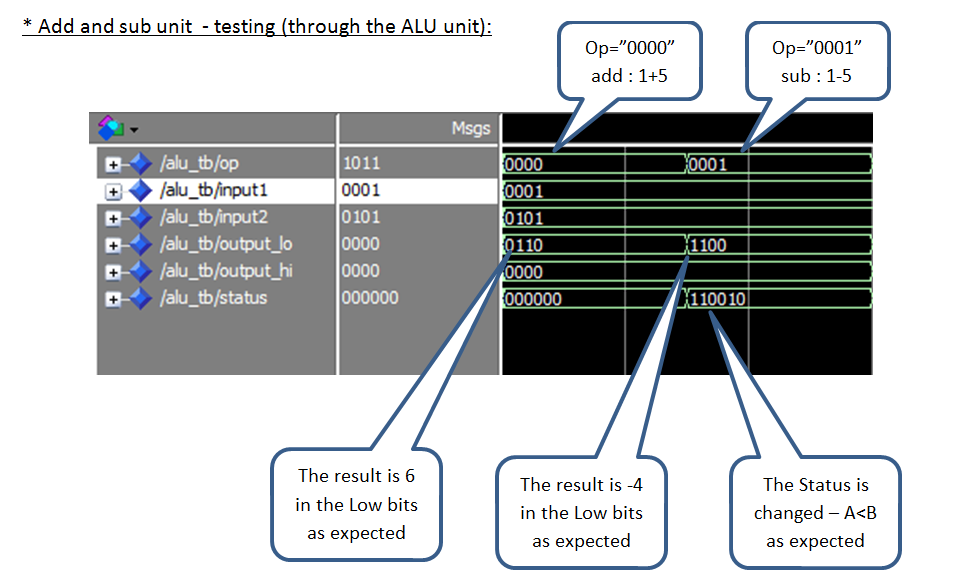 * Add and sub unit - testing (through the ALU unit):
Op=”0000”
add : 1+5
Op=”0001”
sub : 1-5
Msgs
/alu_tb/op 1011 0000 0001
/alu_tb/input1 0001 0001
/alu_tb/input2 0101 0101
/alu_tb/output_lo 0000 0110 1100
/alu_tb/output_hi 0000 0000
/alu_tb/status 000000 000000 110010
The result is 6
in the Low bits
as expected
The result is -4
in the Low bits
as expected
The Status is
changed – A<B
as expected